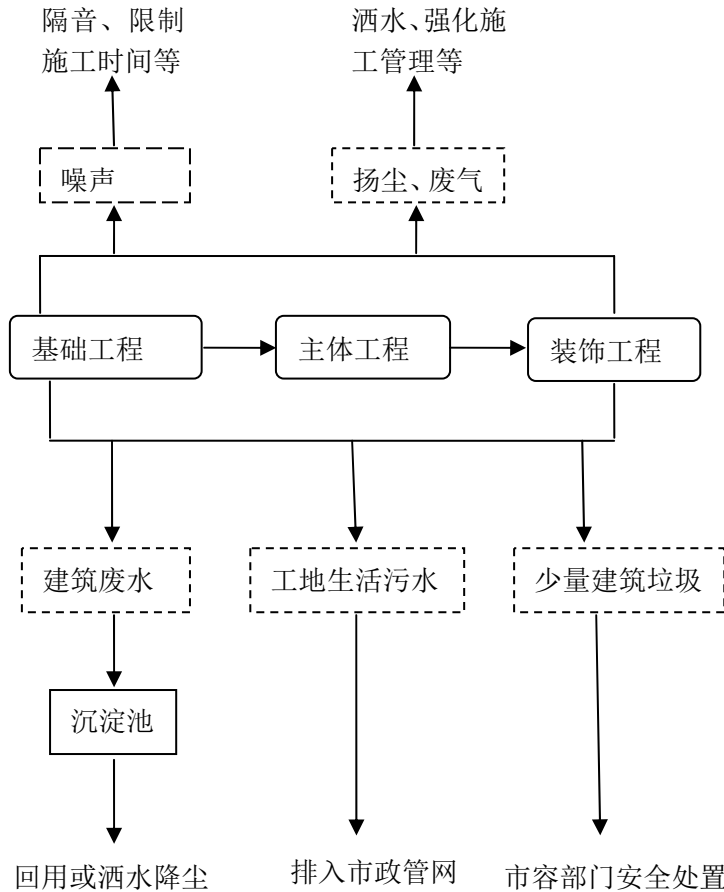 隔音、限制
施工时间等
洒水、强化施
工管理等
噪声
扬尘、废气
基础工程
主体工程
装饰工程
建筑废水
工地生活污水
少量建筑垃圾
沉淀池
回用或洒水降尘
排入市政管网
市容部门安全处置